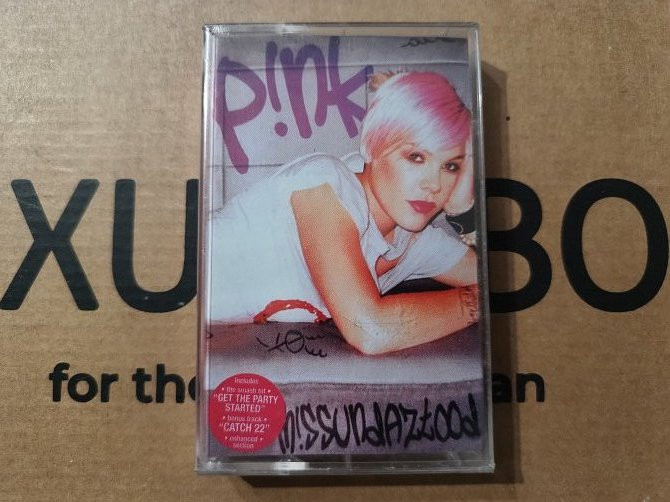 P!nk
XU BO
for the an
Includes
• the smash hit •
"GET THE PARTY
STARTED"
• bonus track •
"CATCH 22"
• enhanced •
section
m!ssundaztood